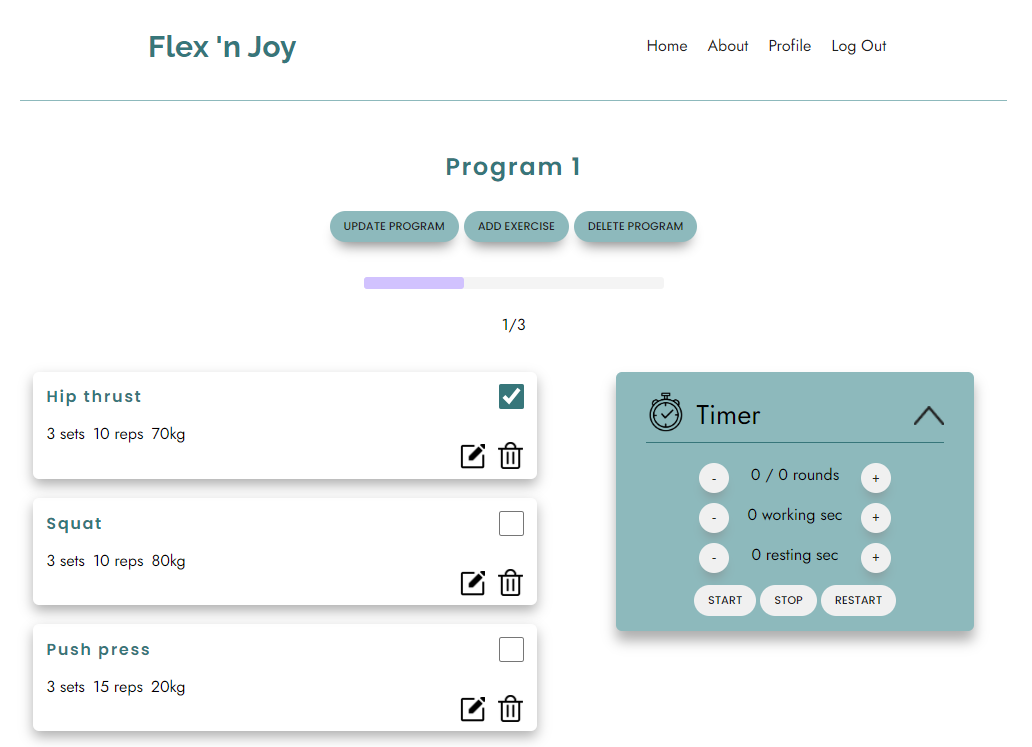 Flex 'n Joy
Home About Profile Log Out
Program 1
UPDATE PROGRAM ADD EXERCISE DELETE PROGRAM
1/3
Hip thrust
3 sets 10 reps 70kg
Squat
3 sets 10 reps 80kg
Push press
3 sets 15 reps 20kg
Timer
- 0 / 0 rounds +
- 0 working sec +
- 0 resting sec +
START STOP RESTART